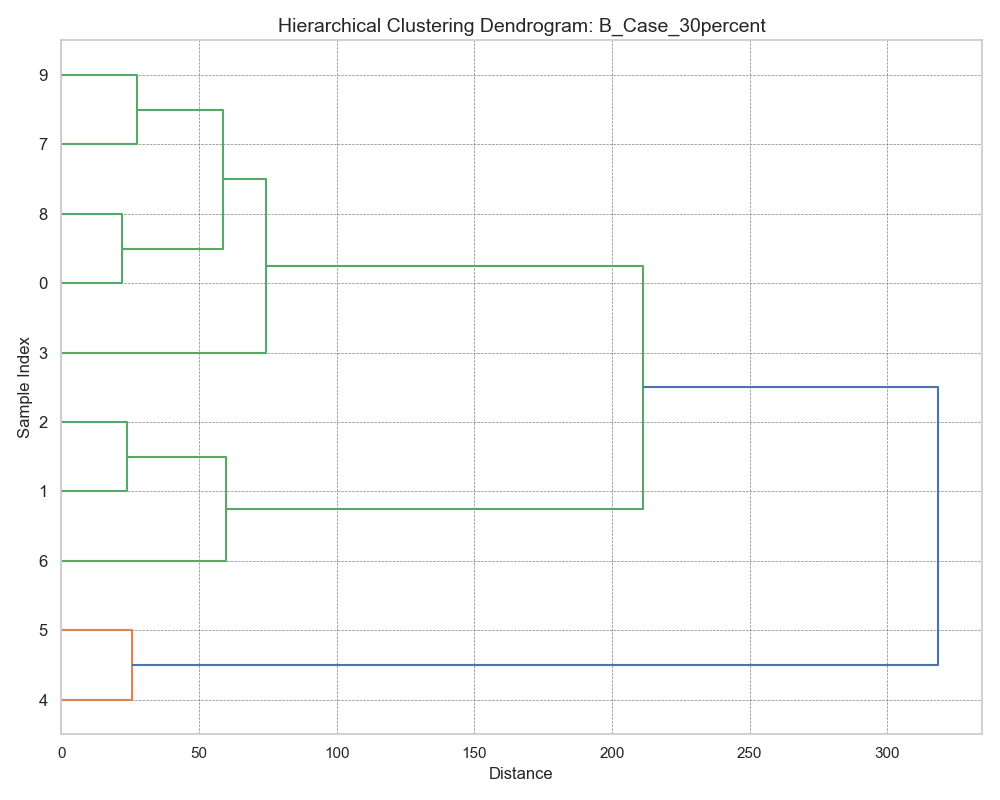 Hierarchical Clustering Dendrogram: B_Case_30percent
9
7
8
0
3
2
1
6
5
4
Sample Index
0 50 100 150 200 250 300
Distance